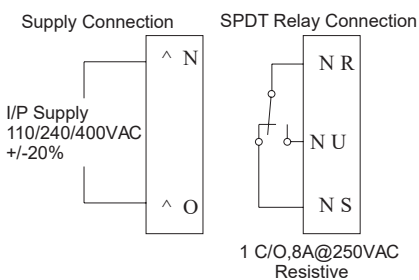 Supply Connection
SPDT Relay Connection
^ N
I/P Supply
110/240/400VAC
+/-20%
^ O
N R
N U
N S
1 C/O,8A@250VAC
Resistive